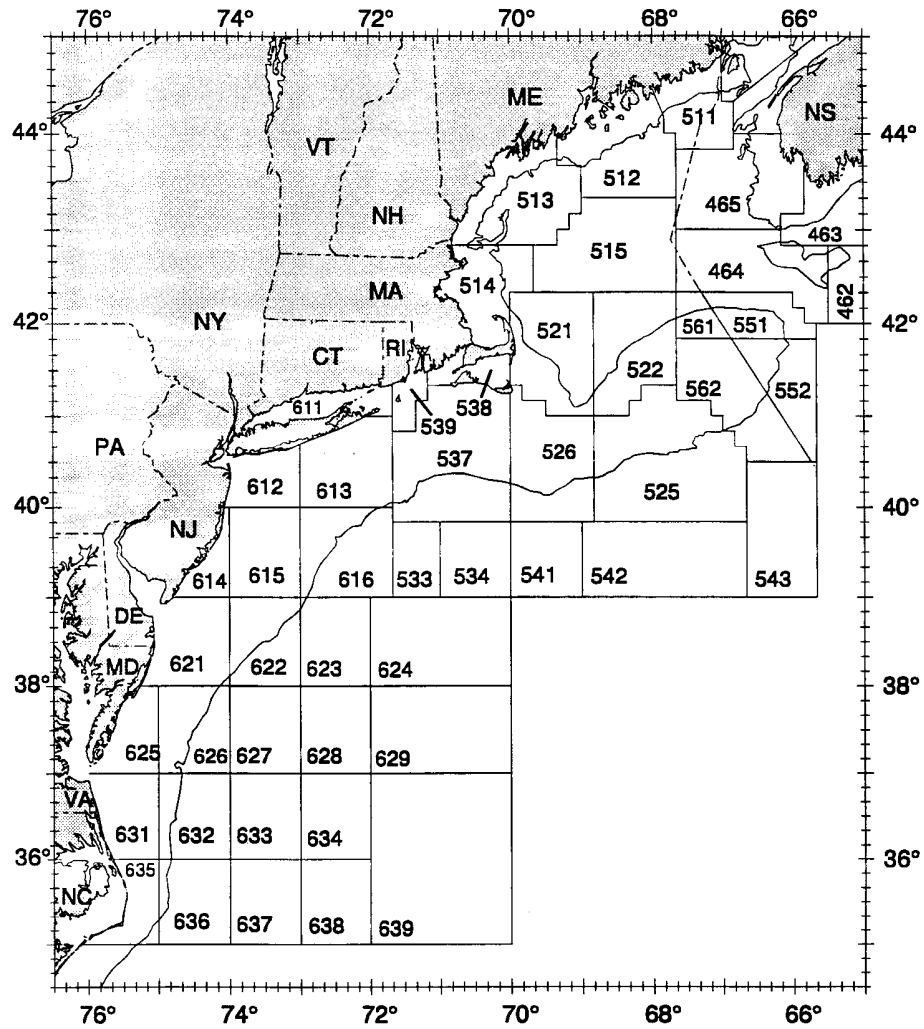 76° 74° 72° 70° 68° 66°
ME
511
NS
44° 44°
VT
512
513
465
NH
463
515
464
514
MA
462
NY
42° 42°
521
561 551
CT RI
522
562 552
611
538
539
PA
537 526
612 613
525
40° 40°
NJ
614 615 616 533 534 541 542 543
DE
MD 621 622 623 624
38° 38°
625 626 627 628 629
VA
631 632 633 634
36° 36°
635
NC
636 637 638 639
76° 74° 72° 70° 68° 66°